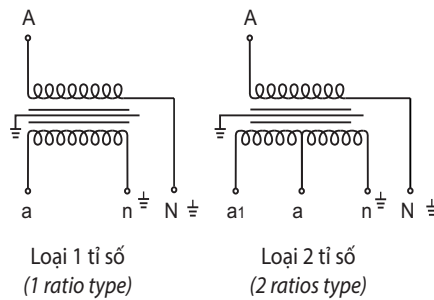 A A
a n N a1 a n N
Loại 1 tỉ số Loại 2 tỉ số
(1 ratio type) (2 ratios type)